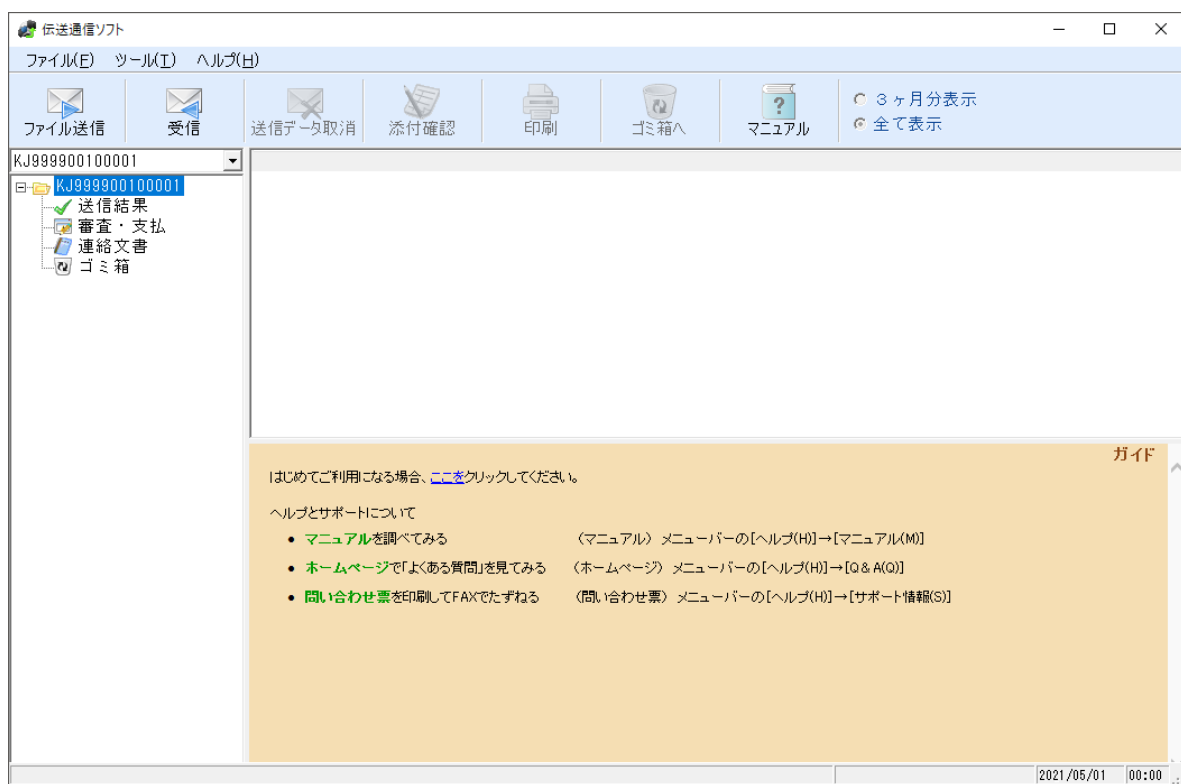 伝送通信ソフト
ファイル(F) ツール(T) ヘルプ(H)
ファイル送信 受信 送信データ取消 添付確認 印刷 ゴミ箱へ マニュアル
3ヶ月分表示
全て表示
KJ999900100001
KJ999900100001
送信結果
審査・支払
連絡文書
ゴミ箱
ガイド
はじめてご利用になる場合、ここをクリックしてください。
ヘルプとサポートについて
• マニュアルを調べてみる (マニュアル) メニューバーの[ヘルプ(H)]→[マニュアル(M)]
• ホームページで「よくある質問」を見てみる (ホームページ) メニューバーの[ヘルプ(H)]→[Q&A(Q)]
• 問い合わせ票を印刷してFAXでたずねる (問い合わせ票) メニューバーの[ヘルプ(H)]→[サポート情報(S)]
2021/05/01 00:00